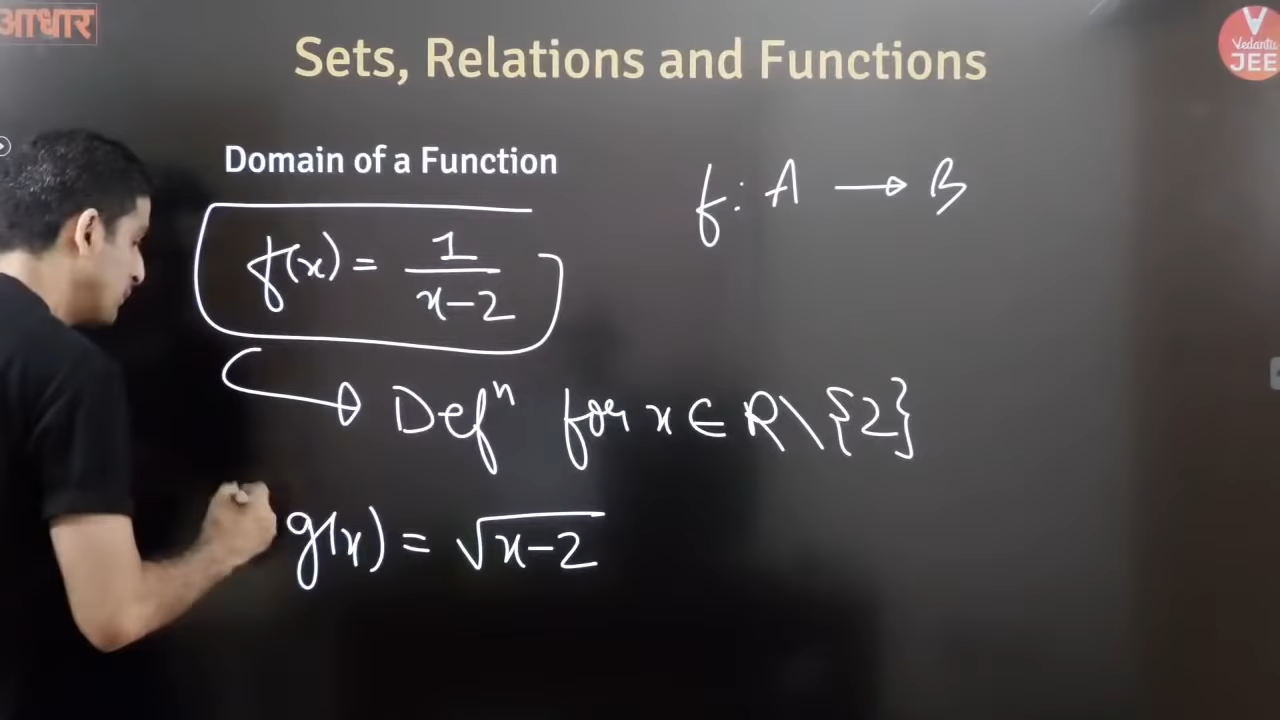 आधार
Vedantu
JEE
Sets, Relations and Functions
Domain of a Function
f: A → B
f(x) = 1/(x-2)
→ Defⁿ for x ∈ R\{2}
g(x) = √(x-2)